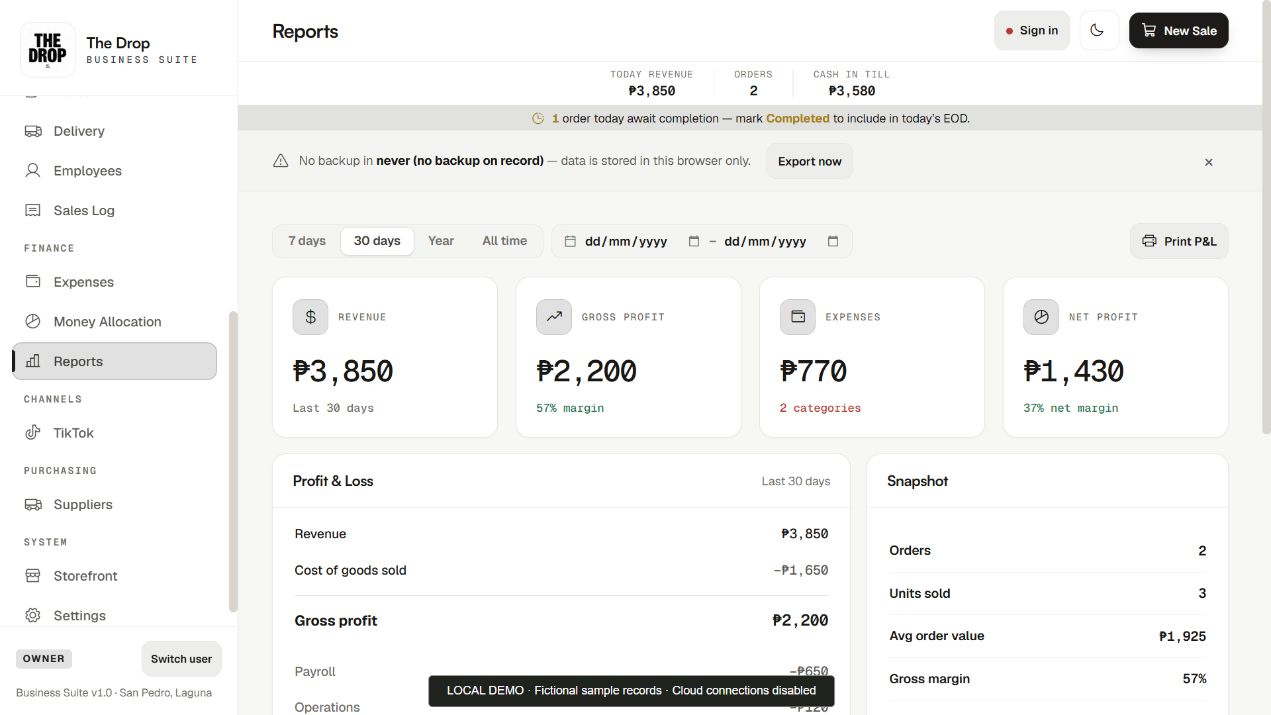 THE
DROP
The Drop
BUSINESS SUITE
Delivery
Employees
Sales Log
FINANCE
Expenses
Money Allocation
Reports
CHANNELS
TikTok
PURCHASING
Suppliers
SYSTEM
Storefront
Settings
OWNER
Switch user
Business Suite v1.0 · San Pedro, Laguna
Reports
Sign in
New Sale
TODAY REVENUE
₱3,850
ORDERS
2
CASH IN TILL
₱3,580
1 order today await completion — mark Completed to include in today's EOD.
No backup in never (no backup on record) — data is stored in this browser only.
Export now
×
7 days
30 days
Year
All time
dd/mm/yyyy – dd/mm/yyyy
Print P&L
$ REVENUE
₱3,850
Last 30 days
GROSS PROFIT
₱2,200
57% margin
EXPENSES
₱770
2 categories
NET PROFIT
₱1,430
37% net margin
Profit & Loss
Last 30 days
Revenue ₱3,850
Cost of goods sold −₱1,650
Gross profit ₱2,200
Payroll −₱650
Operations −₱120
Snapshot
Orders 2
Units sold 3
Avg order value ₱1,925
Gross margin 57%
LOCAL DEMO · Fictional sample records · Cloud connections disabled